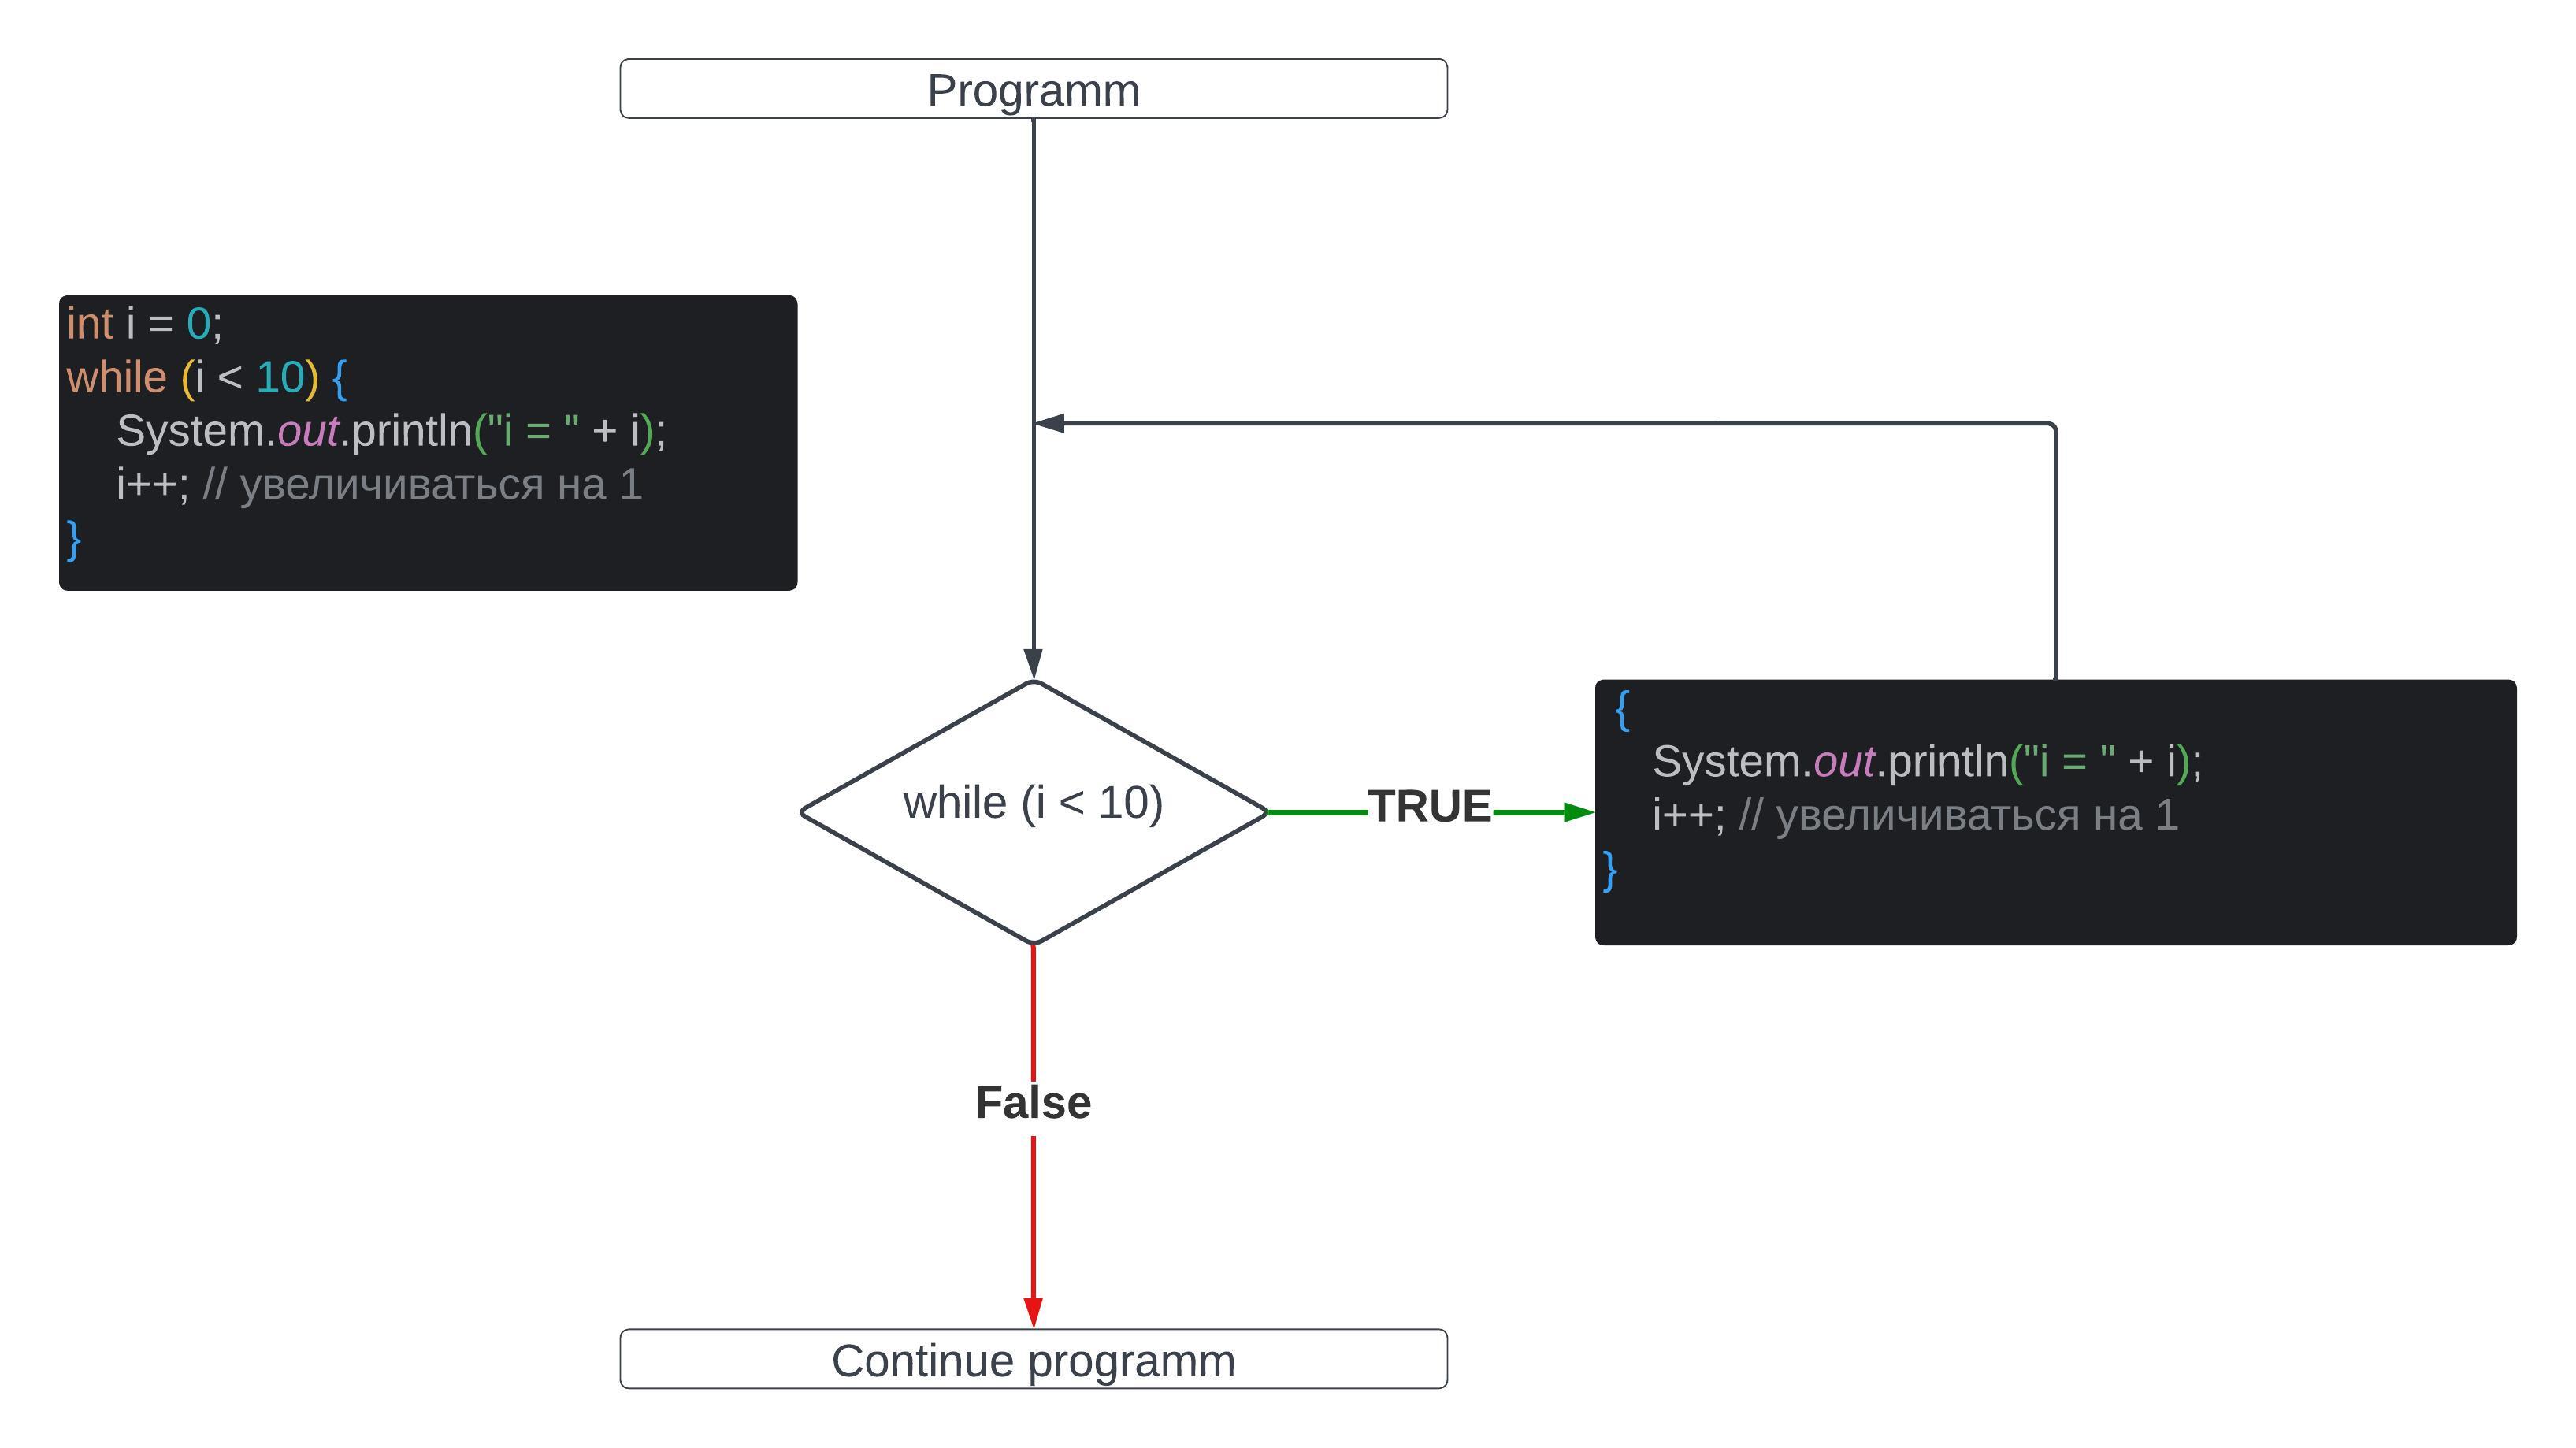 Programm
int i = 0;
while (i < 10) {
System.out.println("i = " + i);
i++; // увеличиваться на 1
}
while (i < 10)
TRUE
{
System.out.println("i = " + i);
i++; // увеличиваться на 1
}
False
Continue programm